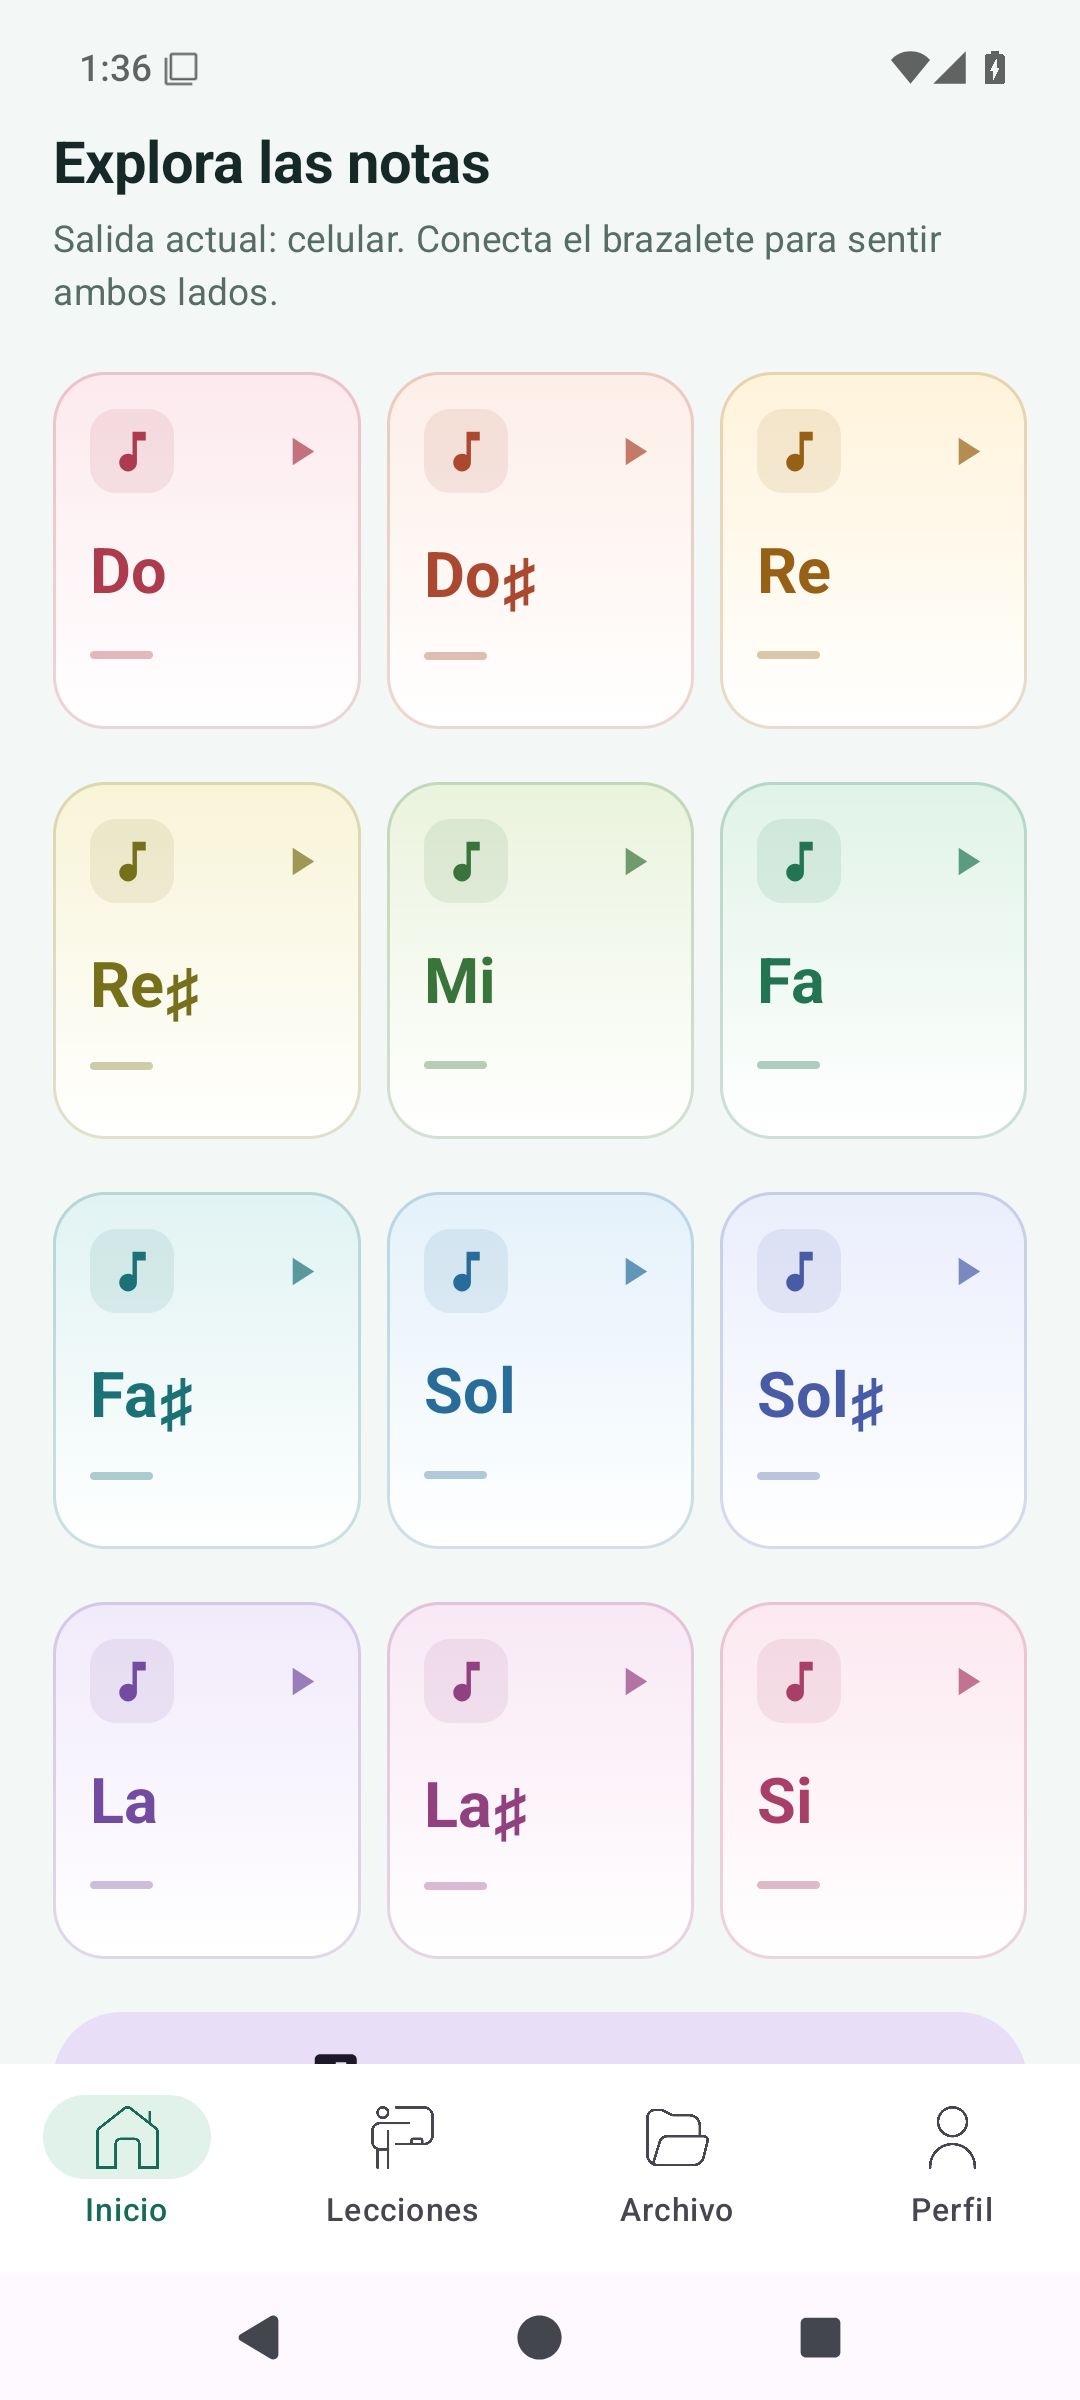 1:36
Explora las notas
Salida actual: celular. Conecta el brazalete para sentir
ambos lados.
Do
Do♯
Re
Re♯
Mi
Fa
Fa♯
Sol
Sol♯
La
La♯
Si
Inicio
Lecciones
Archivo
Perfil